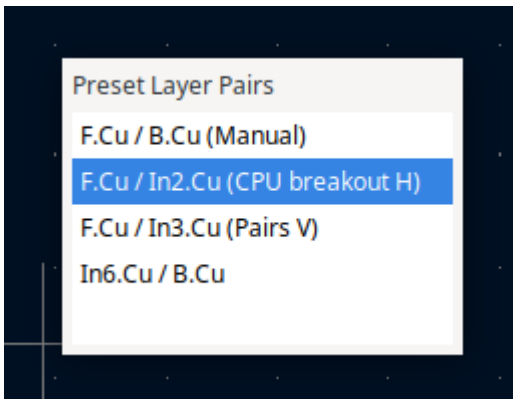 Preset Layer Pairs
F.Cu / B.Cu (Manual)
F.Cu / In2.Cu (CPU breakout H)
F.Cu / In3.Cu (Pairs V)
In6.Cu / B.Cu